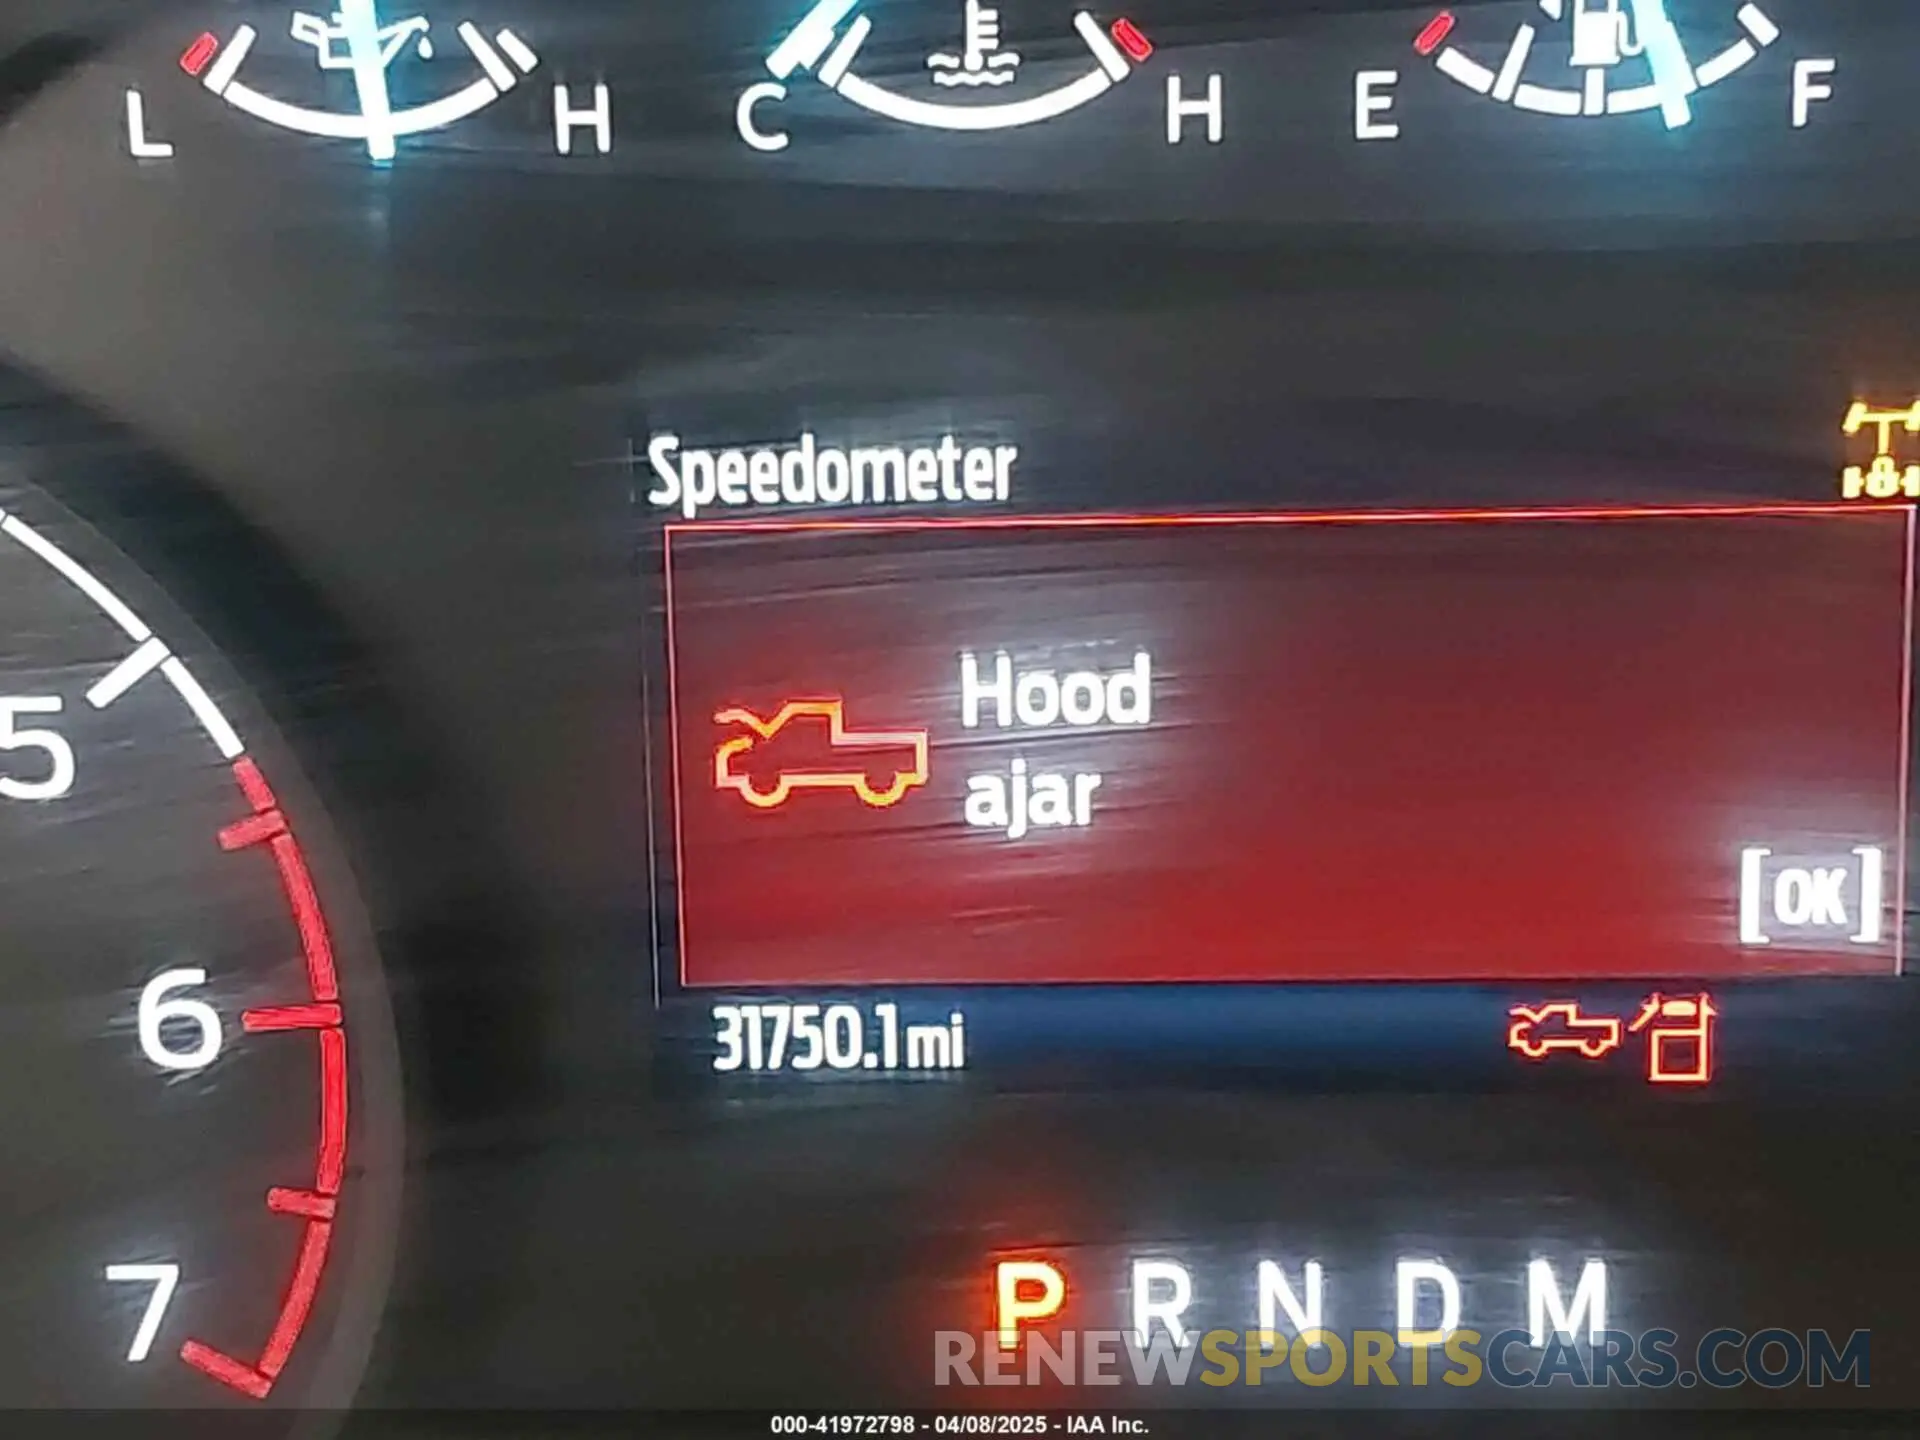 L H C H E F
Speedometer
Hood
ajar
5
[OK]
31750.1 mi
6
7
P R N D M
RENEWSPORTSCARS.COM
000-41972798 - 04/08/2025 - IAA Inc.